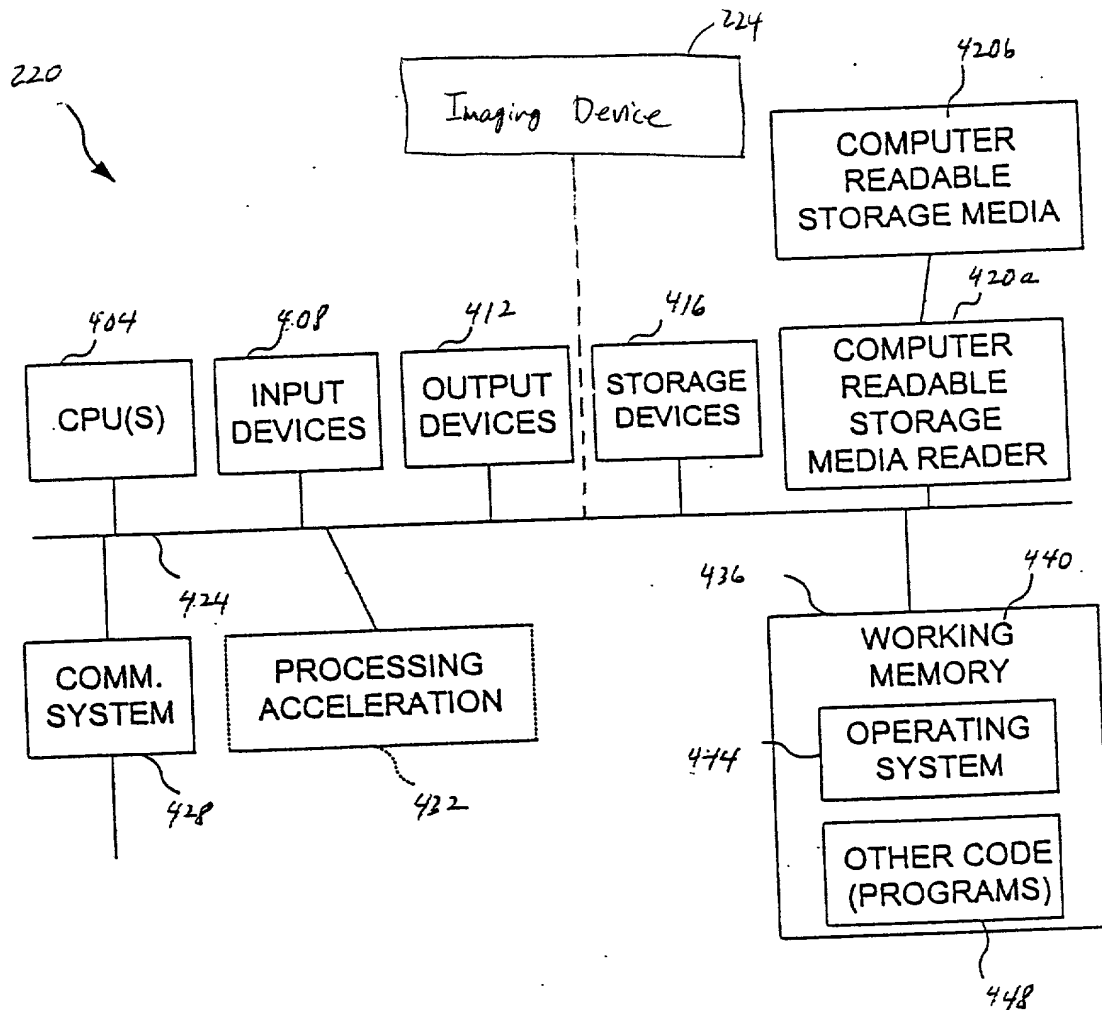 220
224
Imaging Device
420b
COMPUTER
READABLE
STORAGE MEDIA
420a
404
CPU(S)
408
INPUT
DEVICES
412
OUTPUT
DEVICES
416
STORAGE
DEVICES
COMPUTER
READABLE
STORAGE
MEDIA READER
424
COMM.
SYSTEM
428
PROCESSING
ACCELERATION
432
436
440
WORKING
MEMORY
444
OPERATING
SYSTEM
OTHER CODE
(PROGRAMS)
448